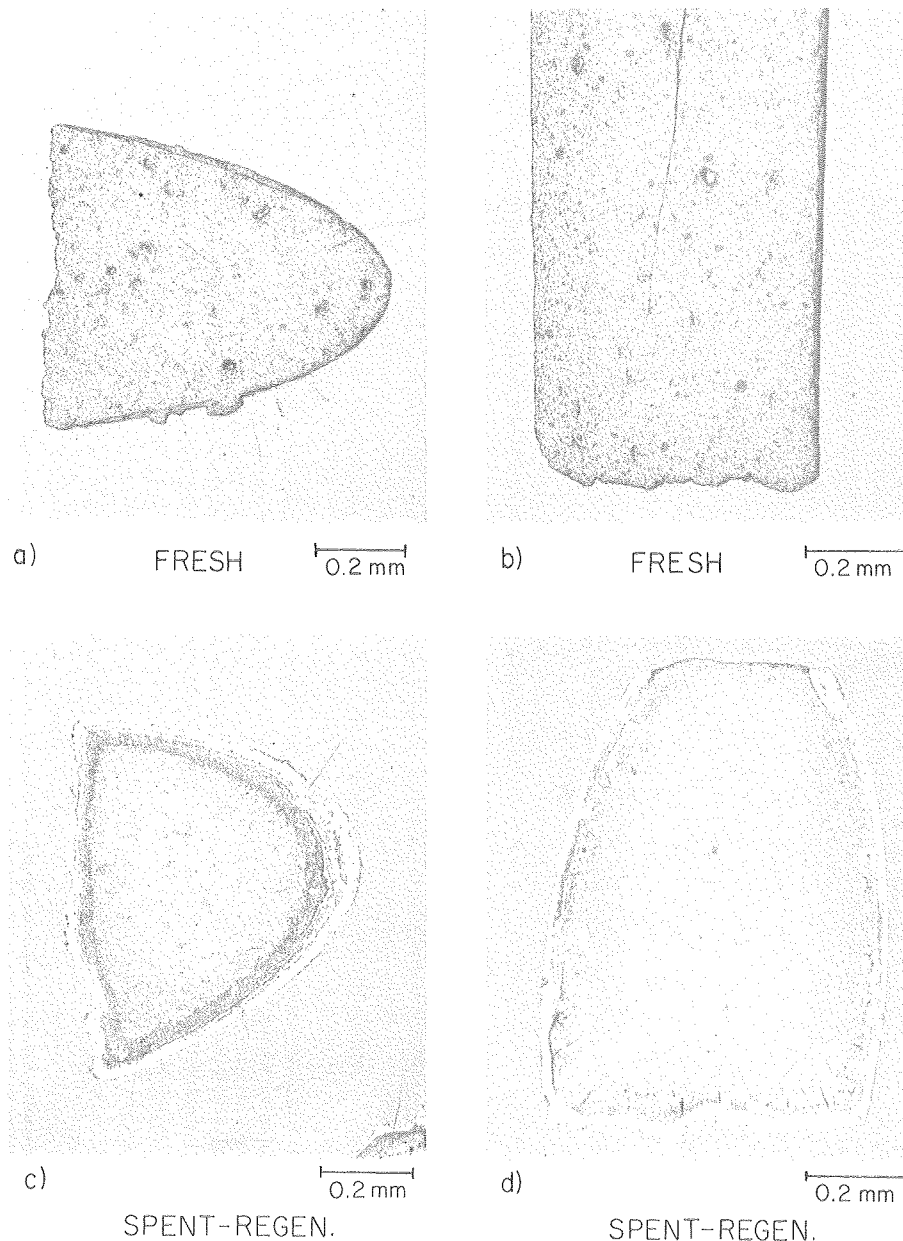 a) FRESH 0.2 mm
b) FRESH 0.2 mm
c) 0.2 mm
SPENT-REGEN.
d) 0.2 mm
SPENT-REGEN.